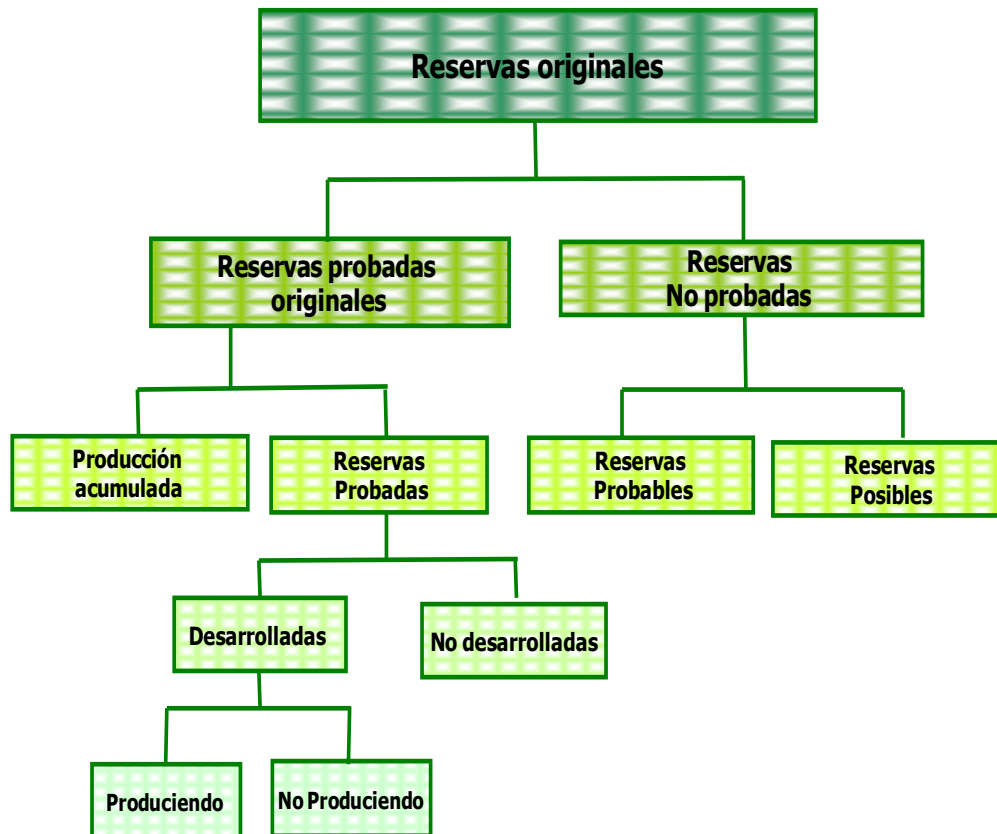 Reservas originales
Reservas probadas
originales
Reservas
No probadas
Producción
acumulada
Reservas
Probadas
Reservas
Probables
Reservas
Posibles
Desarrolladas
No desarrolladas
Produciendo
No Produciendo